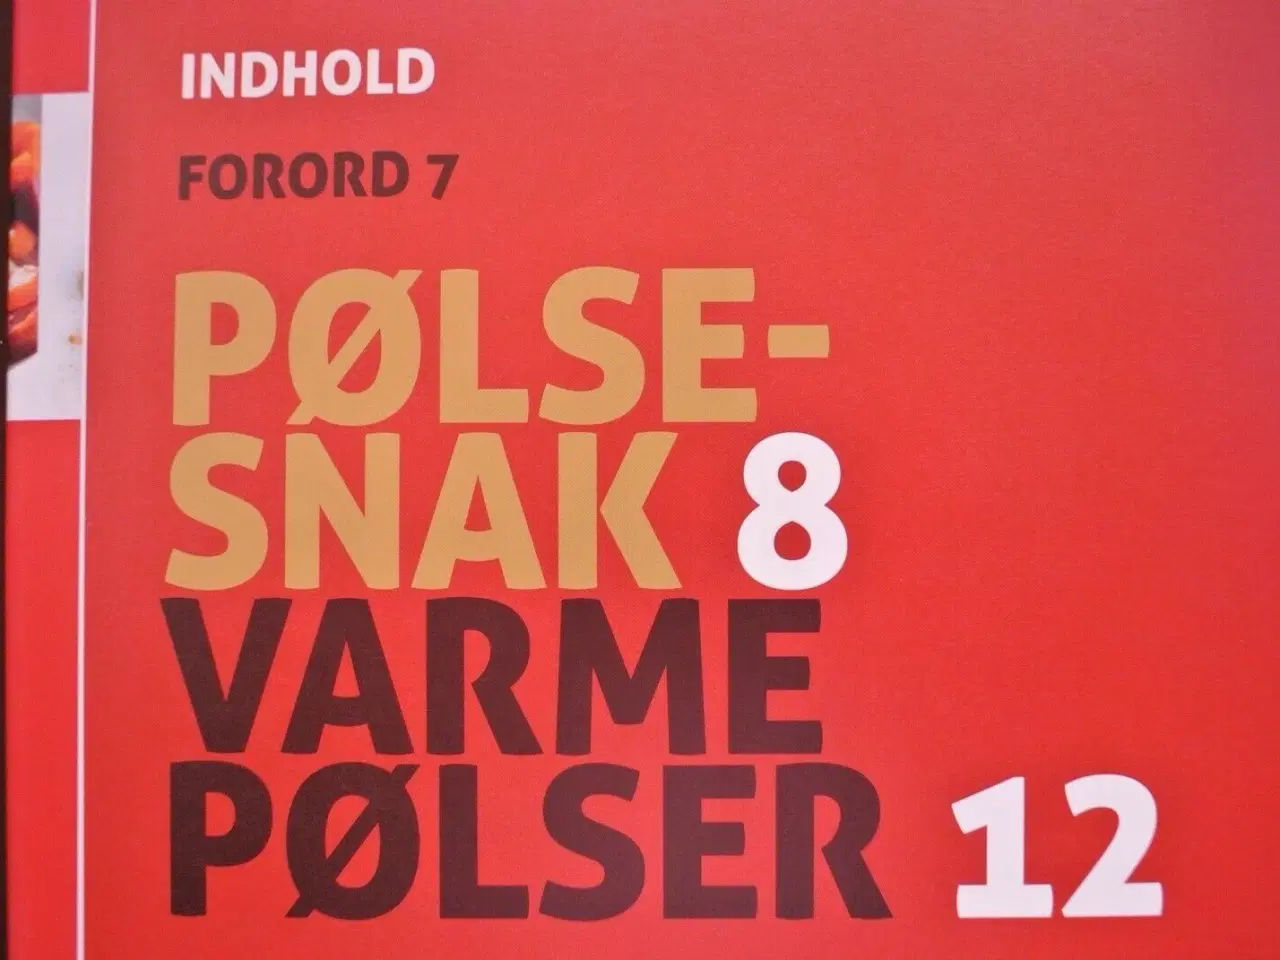 INDHOLD
FORORD 7
PØLSE-
SNAK 8
VARME
PØLSER 12